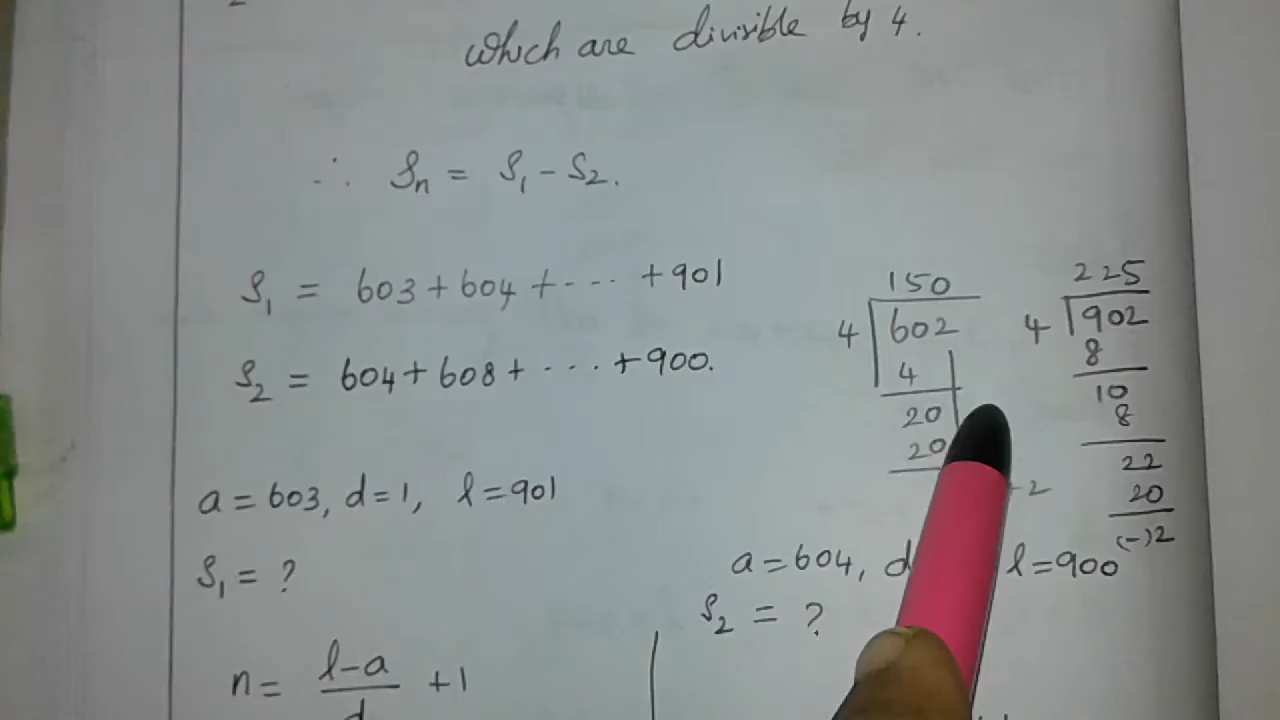 which are divisible by 4.
∴ Sn = S1 - S2.
S1 = 603 + 604 + - - - + 901
S2 = 604 + 608 + . . . + 900.
150
4 602
4
20
20
-2
225
4 902
8
10
8
22
20
(-)2
a = 603, d = 1, l = 901
S1 = ?
a = 604, d l = 900
S2 = ?
n = l - a / d + 1